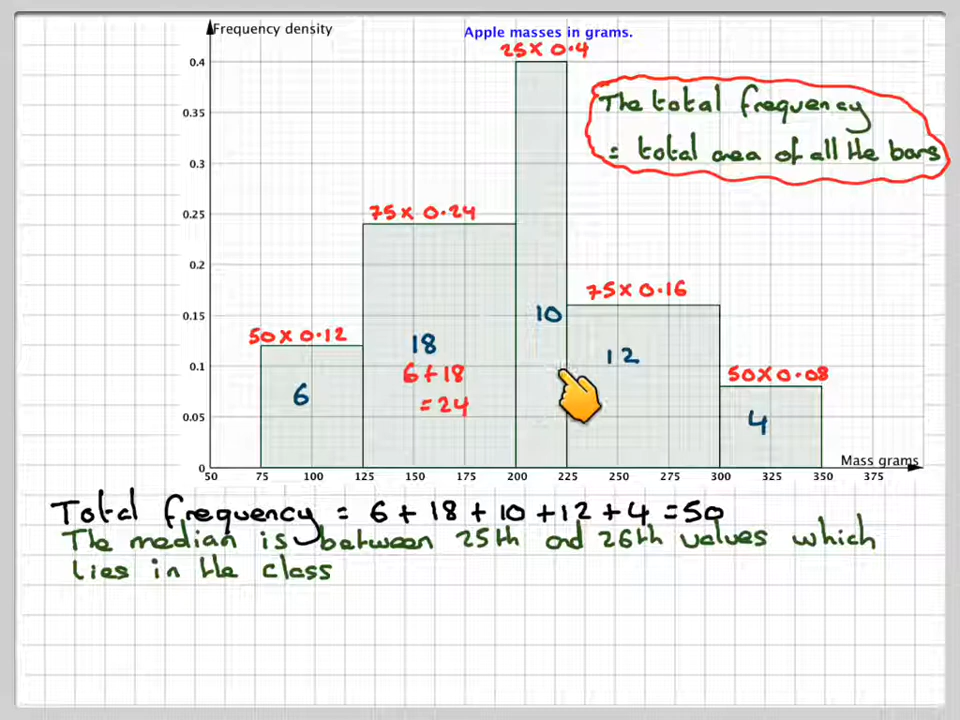 Frequency density
Apple masses in grams.
25 × 0.4
0.4
The total frequency
= total area of all the bars
0.35
0.3
0.25
75 × 0.24
0.2
75 × 0.16
0.15
10
50 × 0.12
18
12
0.1
6 + 18
50 × 0.08
6
= 24
0.05
4
0
Mass grams
50 75 100 125 150 175 200 225 250 275 300 325 350 375
Total frequency = 6 + 18 + 10 + 12 + 4 = 50
The median is between 25th and 26th values which
lies in the class